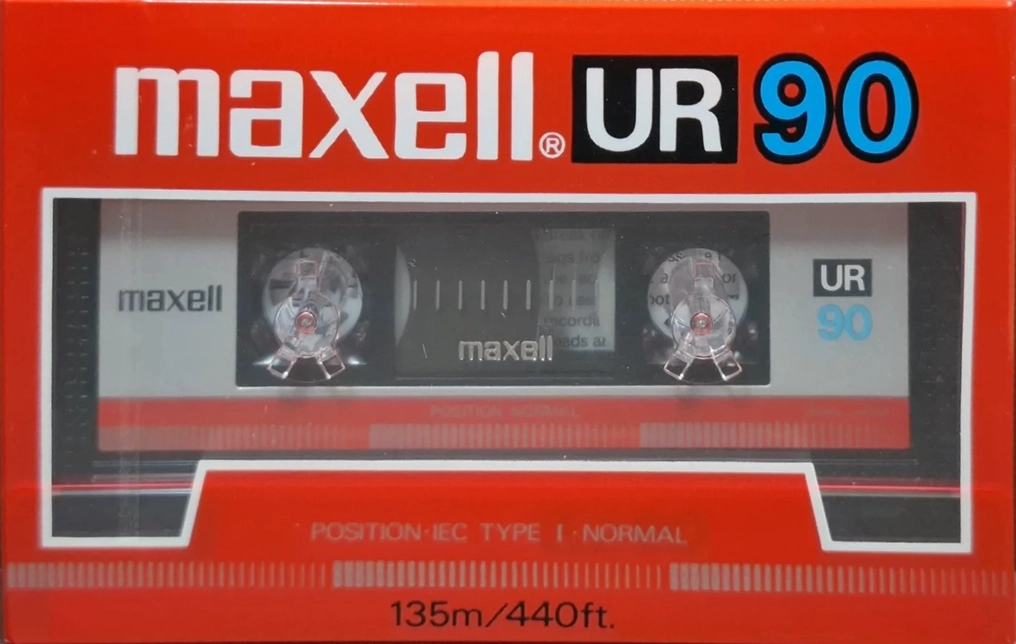 maxell® UR 90
maxell
UR
90
maxell
POSITION NORMAL
POSITION·IEC TYPE I·NORMAL
135m/440ft.